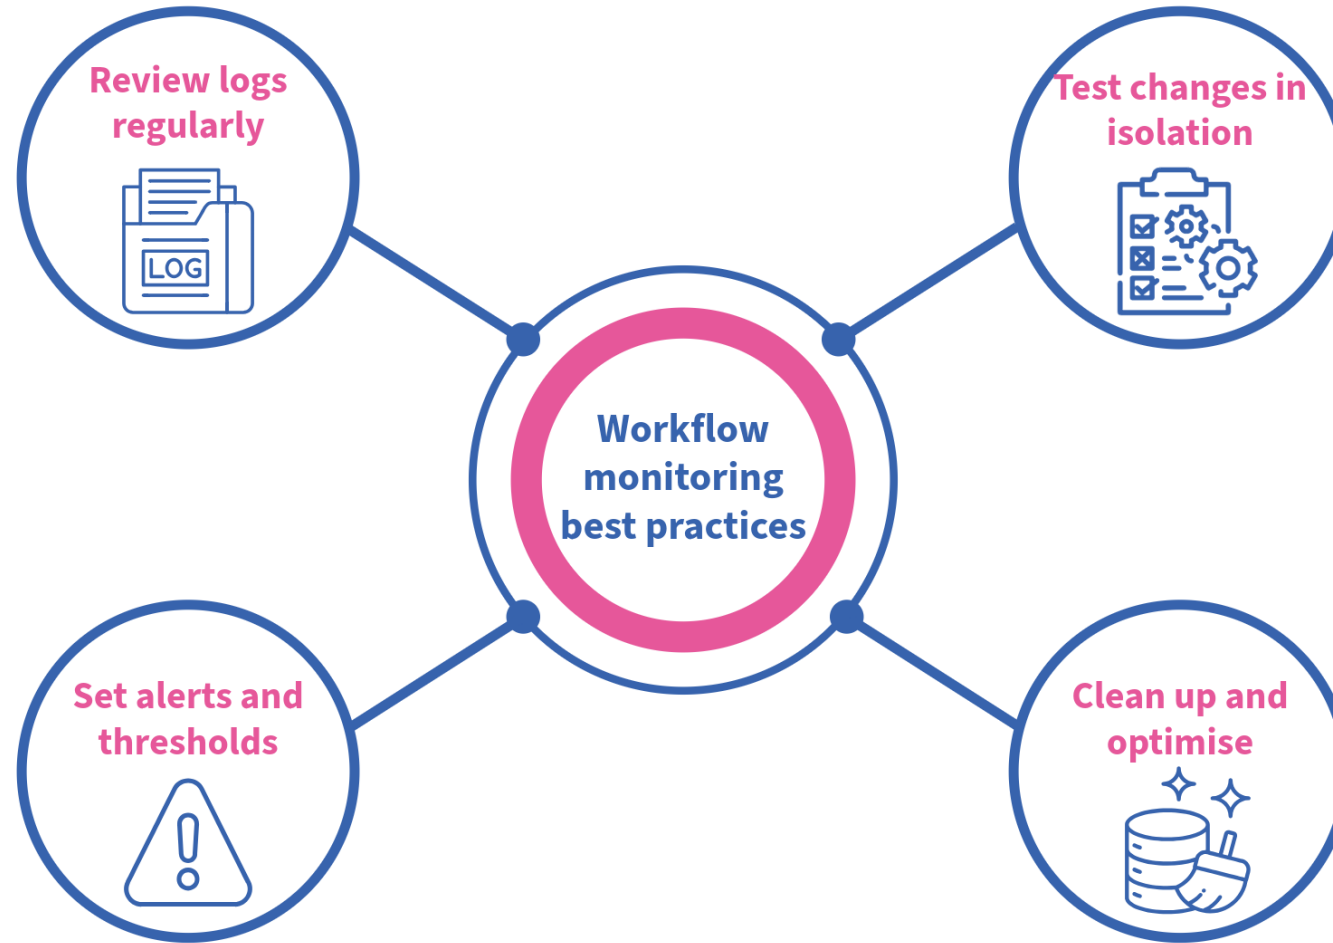 Review logs
regularly
LOG
Test changes in
isolation
Workflow
monitoring
best practices
Set alerts and
thresholds
Clean up and
optimise